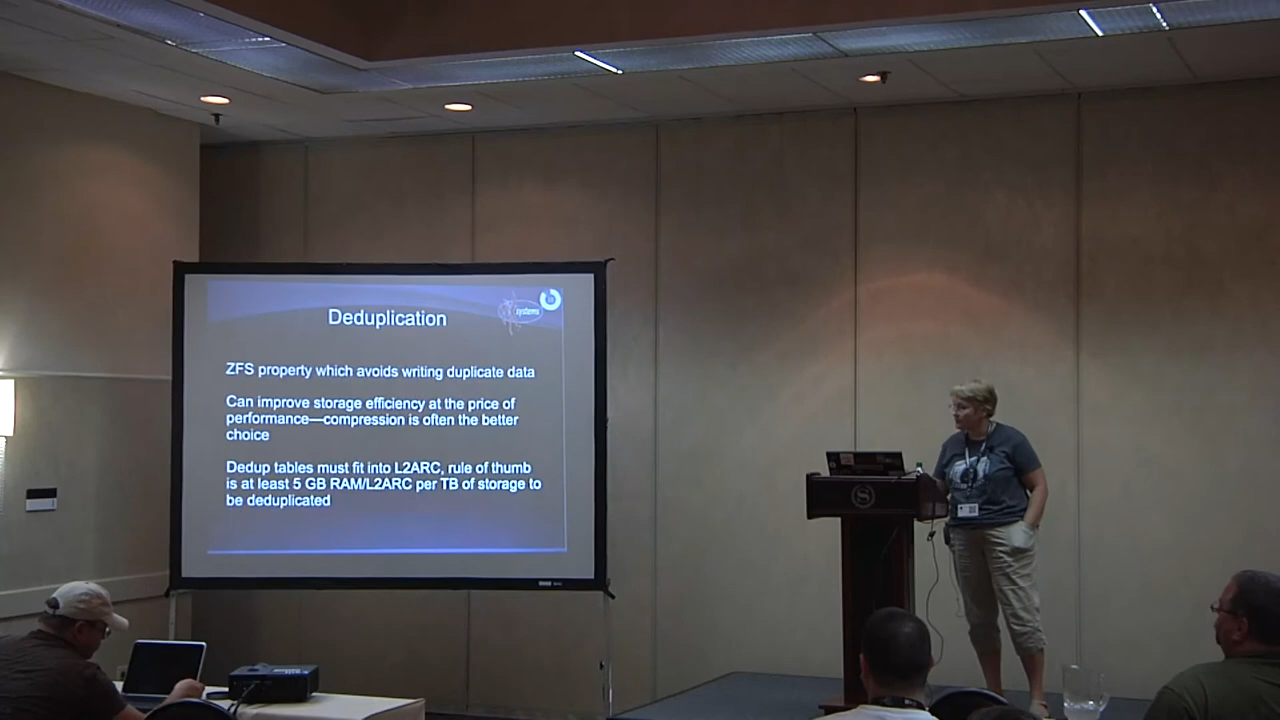 Deduplication
systems
ZFS property which avoids writing duplicate data
Can improve storage efficiency at the price of
performance—compression is often the better
choice
Dedup tables must fit into L2ARC, rule of thumb
is at least 5 GB RAM/L2ARC per TB of storage to
be deduplicated
S